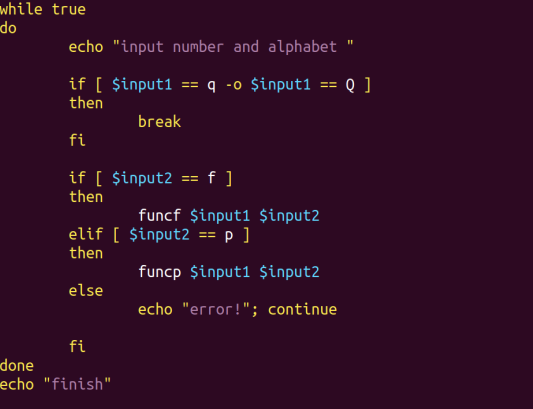 while true
do
        echo "input number and alphabet "

        if [ $input1 == q -o $input1 == Q ]
        then
                break
        fi

        if [ $input2 == f ]
        then
                funcf $input1 $input2
        elif [ $input2 == p ]
        then
                funcp $input1 $input2
        else
                echo "error!"; continue

        fi
done
echo "finish"